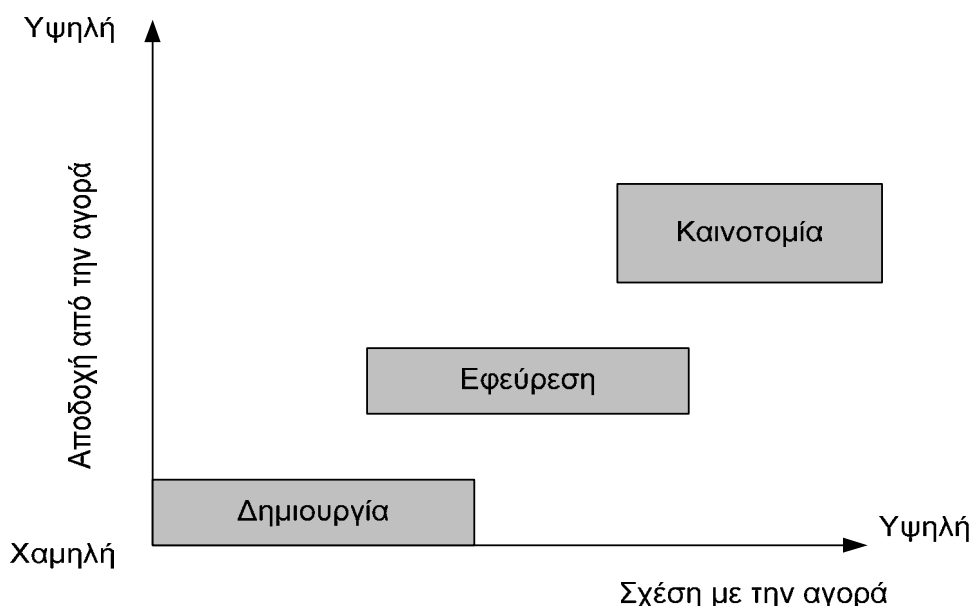 Υψηλή
Αποδοχή από την αγορά
Καινοτομία
Εφεύρεση
Δημιουργία
Χαμηλή
Υψηλή
Σχέση με την αγορά